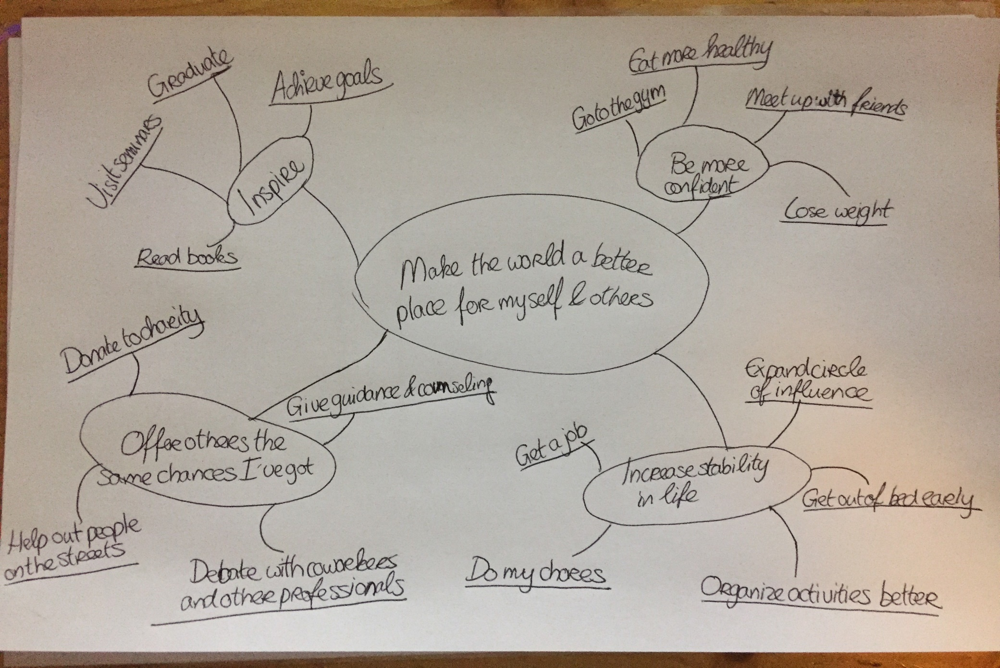 Graduate
Achieve goals
Visit seminars
Inspire
Read books
Eat more healthy
Go to the gym
Meet up with friends
Be more
confident
Lose weight
Make the world a better
place for myself & others
Donate to charity
Give guidance & counseling
Offer others the
same chances I've got
Help out people
on the streets
Debate with coworkers
and other professionals
Expand circle
of influence
Get a job
Increase stability
in life
Get out of bed early
Do my chores
Organize activities better